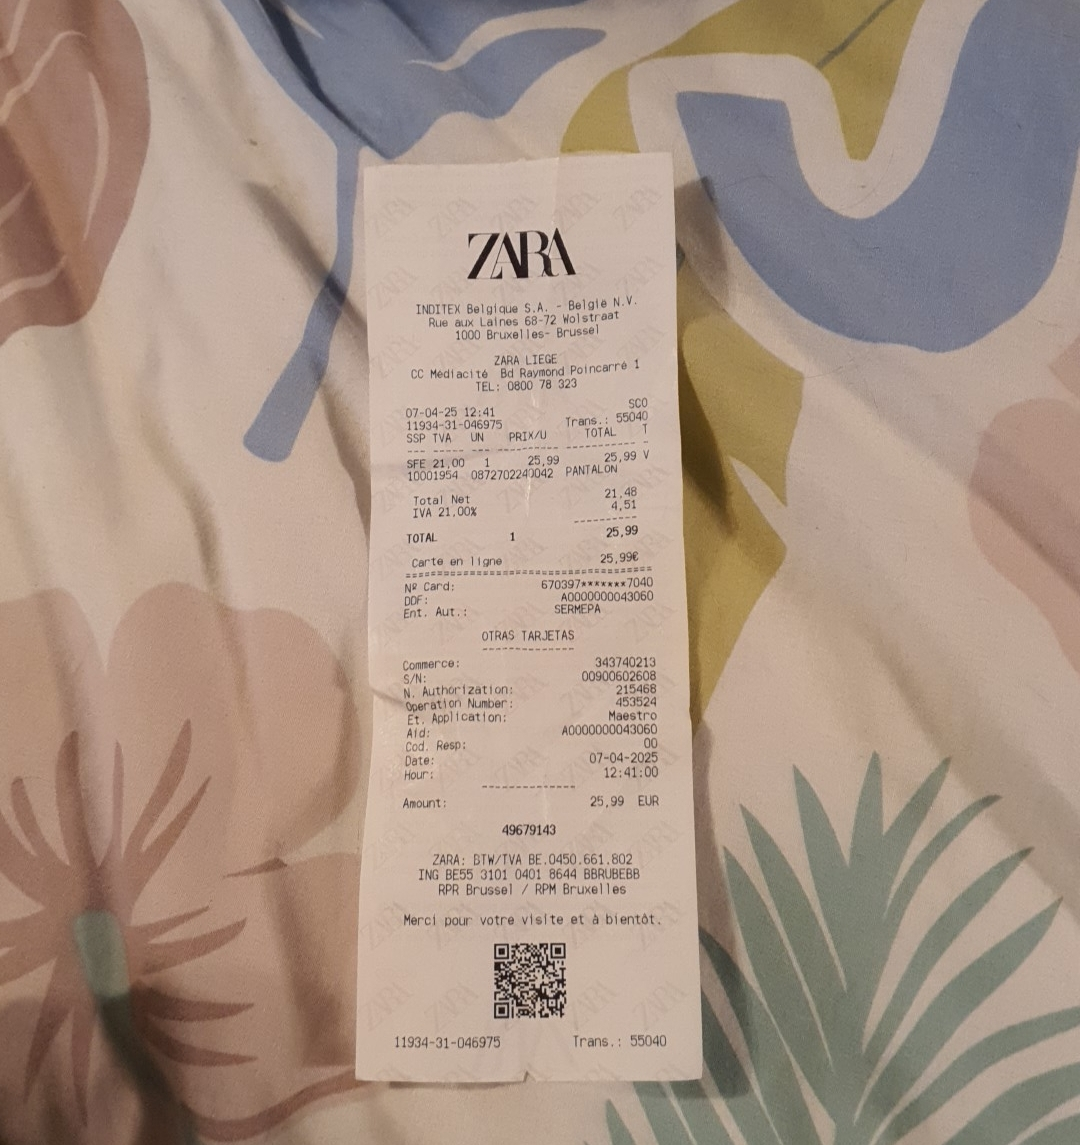 ZARA
INDITEX Belgique S.A. - Belgie N.V.
Rue aux Laines 68-72 Wolstraat
1000 Bruxelles- Brussel
ZARA LIEGE
CC Médiacité Bd Raymond Poincarré 1
TEL: 0800 78 323
SCO
07-04-25 12:41
11934-31-046975 Trans.: 55040
SSP TVA UN PRIX/U TOTAL T
SFE 21,00 1 25,99 25,99 V
10001954 0872702240042 PANTALON
Total Net 21,48
IVA 21,00% 4,51
TOTAL 1 25,99
Carte en ligne 25,99€
Nº Card: 670397*******7040
DDF: A0000000043060
Ent. Aut.: SERMEPA
OTRAS TARJETAS
Commerce: 343740213
S/N: 00900602608
N. Authorization: 215468
Operation Number: 453524
Et. Application: Maestro
Aid: A0000000043060
Cod. Resp: 00
Date: 07-04-2025
Hour: 12:41:00
Amount: 25,99 EUR
49679143
ZARA: BTW/TVA BE.0450.661.802
ING BE55 3101 0401 8644 BBRUBEBB
RPR Brussel / RPM Bruxelles
Merci pour votre visite et à bientôt.
11934-31-046975 Trans.: 55040